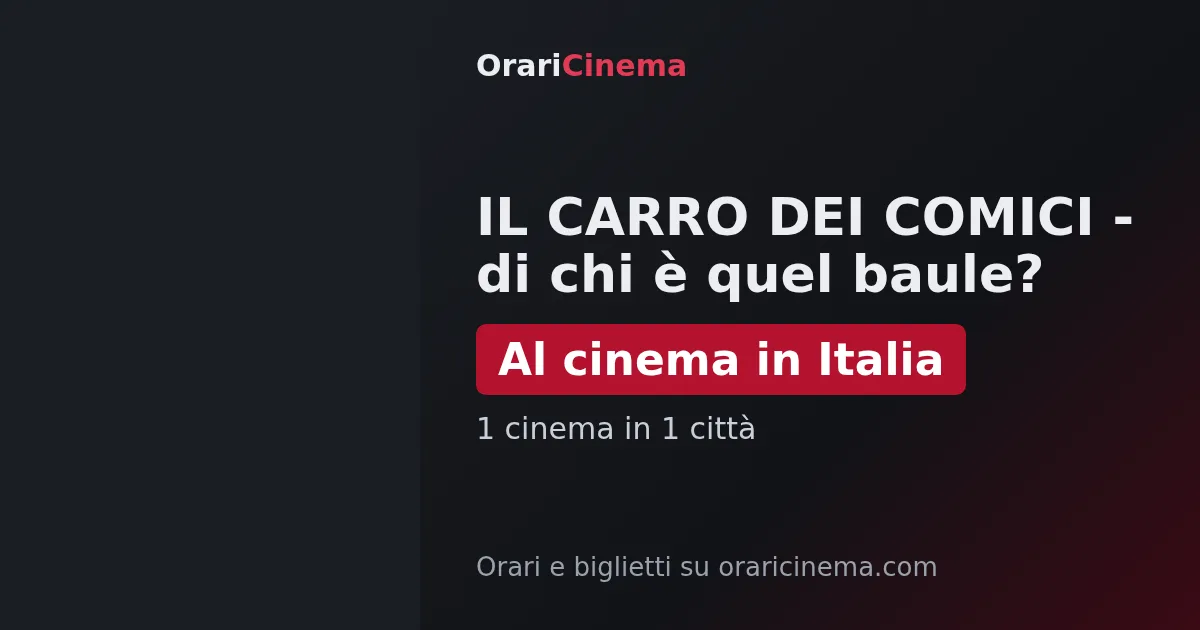 OrariCinema
IL CARRO DEI COMICI -
di chi è quel baule?
Al cinema in Italia
1 cinema in 1 città
Orari e biglietti su oraricinema.com